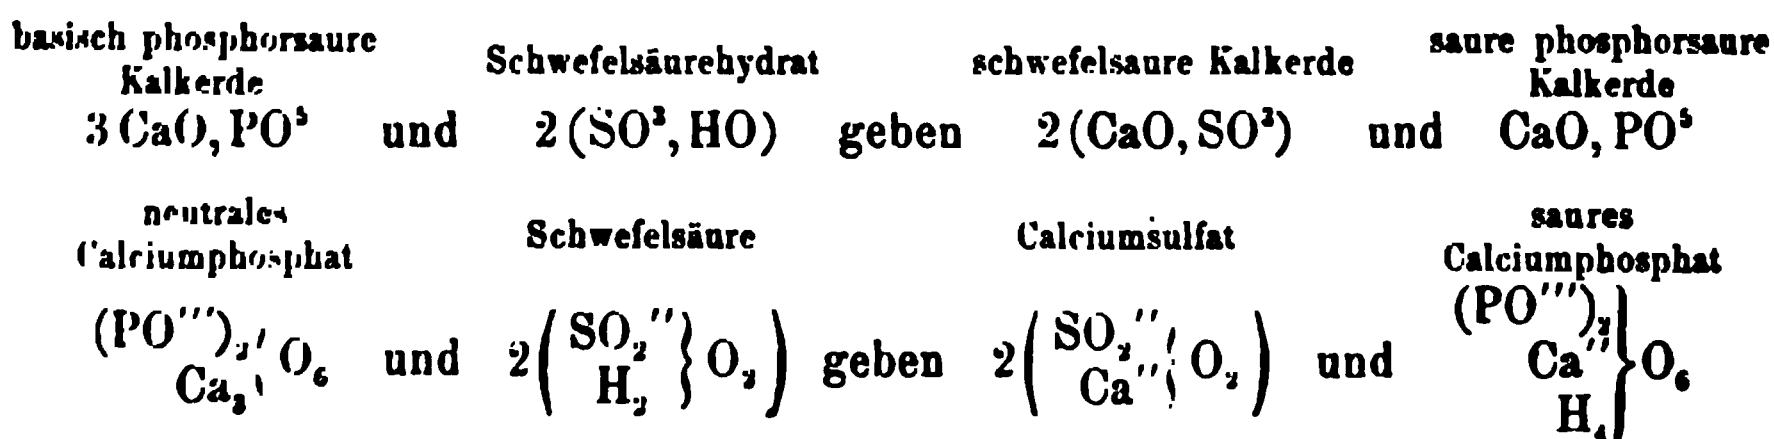 basisch phosphorsaure Kalkerde Schwefelsäurehydrat schwefelsaure Kalkerde saure phosphorsaure Kalkerde
3 CaO, PO⁵ und 2 (SO³, HO) geben 2 (CaO, SO³) und CaO, PO⁵
neutrales Calciumphosphat Schwefelsäure Calciumsulfat saures Calciumphosphat
(PO''')₂ Ca₃ } O₆ und 2 ( SO₂'' H₂ } O₂ ) geben 2 ( SO₂'' Ca'' } O₂ ) und (PO''')₂ Ca'' H₄ } O₆